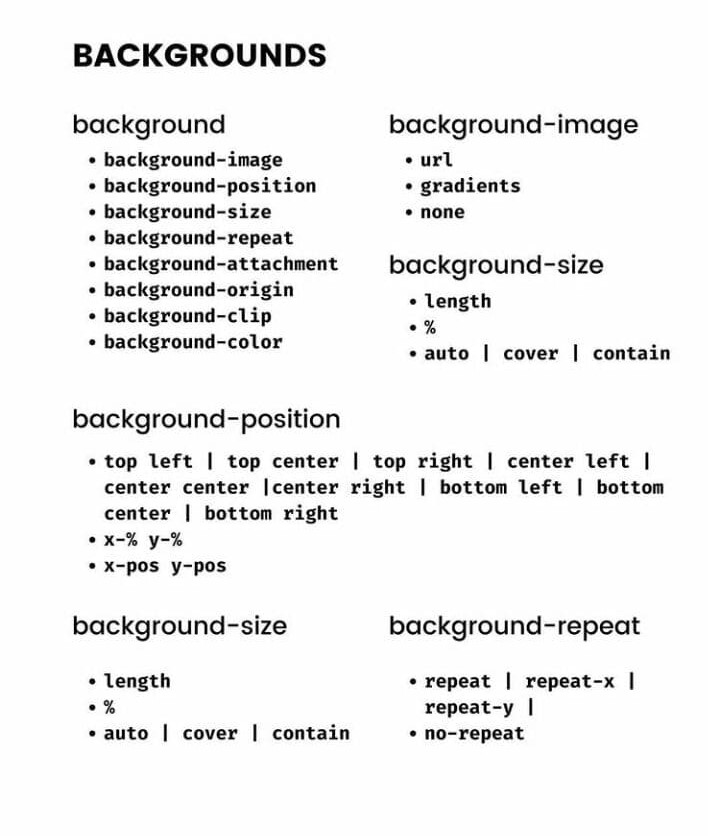 BACKGROUNDS
background
• background-image
• background-position
• background-size
• background-repeat
• background-attachment
• background-origin
• background-clip
• background-color
background-image
• url
• gradients
• none
background-size
• length
• %
• auto | cover | contain
background-position
• top left | top center | top right | center left |
center center |center right | bottom left | bottom
center | bottom right
• x-% y-%
• x-pos y-pos
background-size
• length
• %
• auto | cover | contain
background-repeat
• repeat | repeat-x |
repeat-y |
• no-repeat